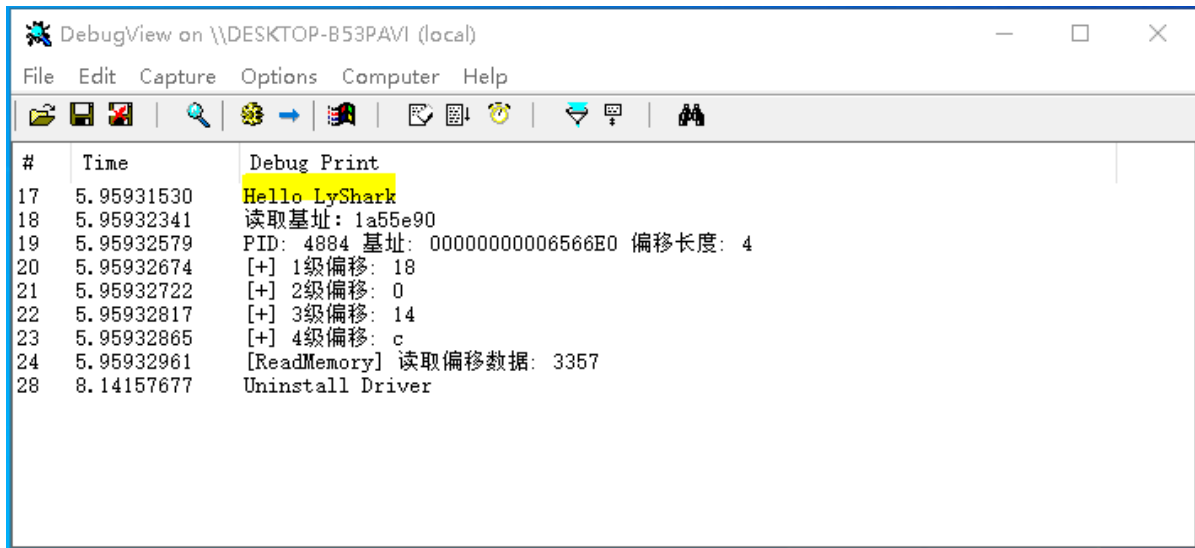 DebugView on \\DESKTOP-B53PAVI (local)
File Edit Capture Options Computer Help
# Time Debug Print
17 5.95931530 Hello LyShark
18 5.95932341 读取基址: 1a55e90
19 5.95932579 PID: 4884 基址: 00000000006566E0 偏移长度: 4
20 5.95932674 [+] 1级偏移: 18
21 5.95932722 [+] 2级偏移: 0
22 5.95932817 [+] 3级偏移: 14
23 5.95932865 [+] 4级偏移: c
24 5.95932961 [ReadMemory] 读取偏移数据: 3357
28 8.14157677 Uninstall Driver